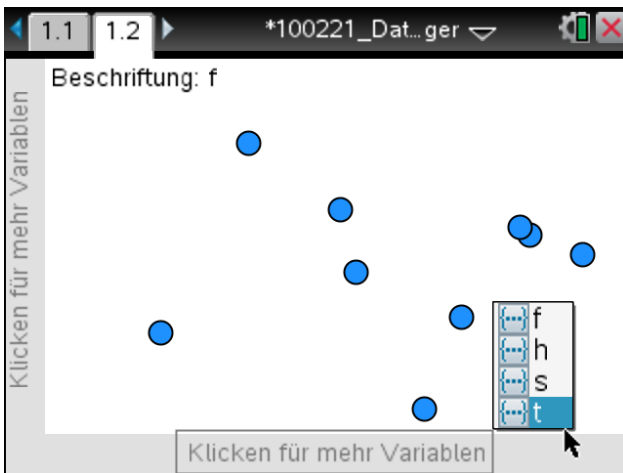 1.1 1.2 *100221_Dat…ger
Beschriftung: f
Klicken für mehr Variablen
f
h
s
t
Klicken für mehr Variablen